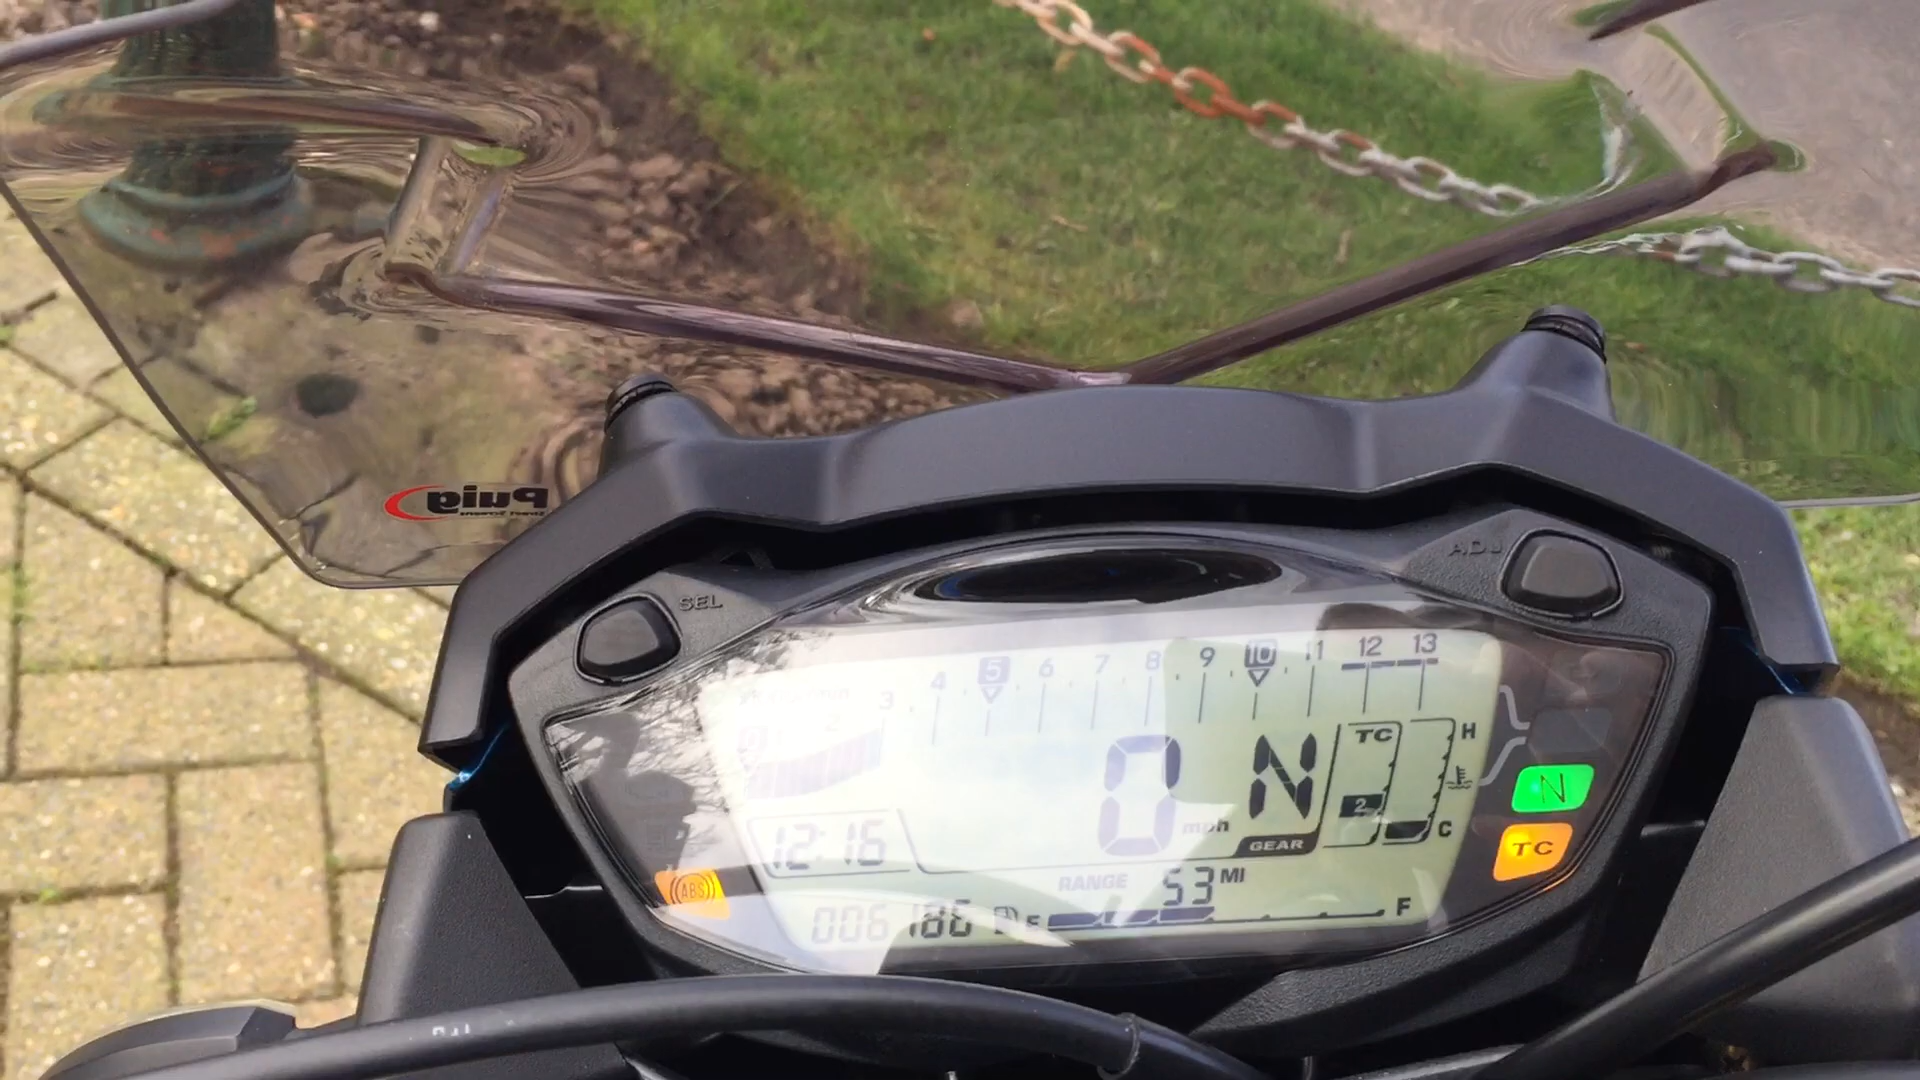 Puig
SEL
ADJ
2 3 4 5 6 7 8 9 10 11 12 13
0 mph
N
GEAR
TC
2
H
C
N
TC
12:16
ABS
RANGE 53 MI
006186
E F